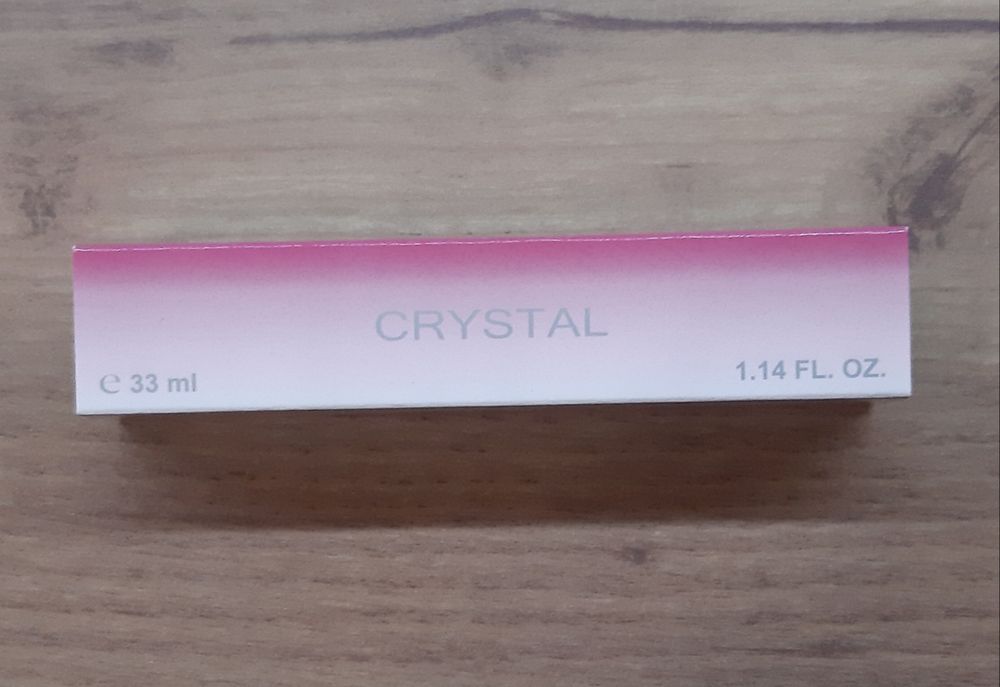 CRYSTAL
℮ 33 ml
1.14 FL. OZ.